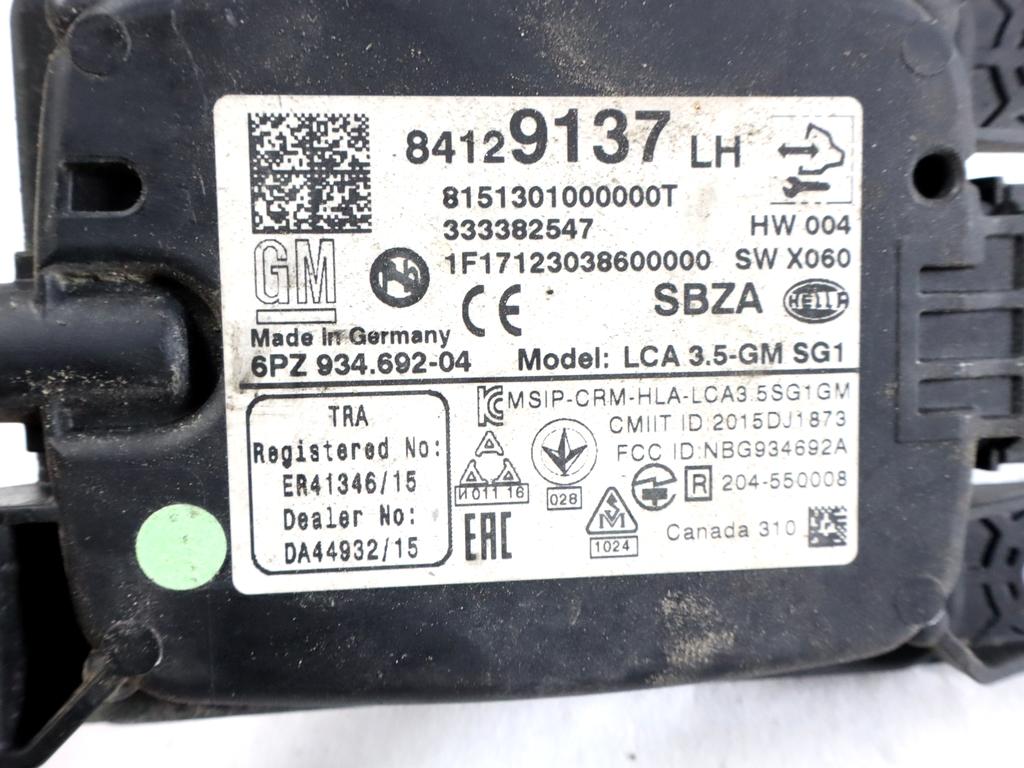 84129137 LH
8151301000000T
333382547
HW 004
GM
1F17123038600000 SW X060
CE
SBZA
HELLA
Made in Germany
6PZ 934.692-04
Model: LCA 3.5-GM SG1
TRA
Registered No:
ER41346/15
Dealer No:
DA44932/15
MSIP-CRM-HLA-LCA3.5SG1GM
CMIIT ID:2015DJ1873
FCC ID:NBG934692A
И 011 16
028
R 204-550008
EAC
1024
Canada 310